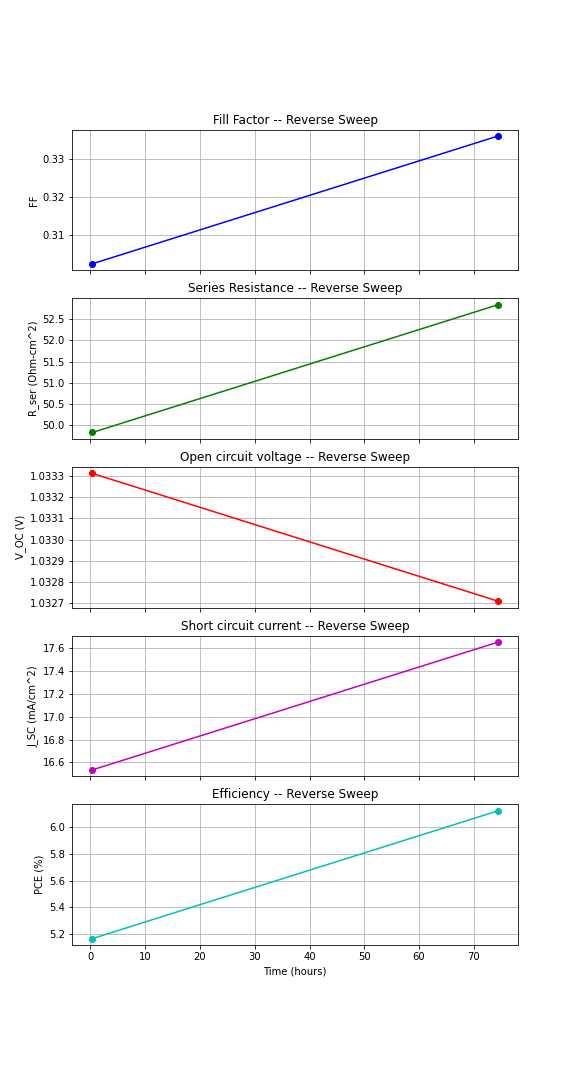 Fill Factor -- Reverse Sweep
0.33
0.32
0.31
FF
Series Resistance -- Reverse Sweep
52.5
52.0
51.5
51.0
50.5
50.0
R_ser (Ohm-cm^2)
Open circuit voltage -- Reverse Sweep
1.0333
1.0332
1.0331
1.0330
1.0329
1.0328
1.0327
V_OC (V)
Short circuit current -- Reverse Sweep
17.6
17.4
17.2
17.0
16.8
16.6
J_SC (mA/cm^2)
Efficiency -- Reverse Sweep
6.0
5.8
5.6
5.4
5.2
PCE (%)
0 10 20 30 40 50 60 70
Time (hours)